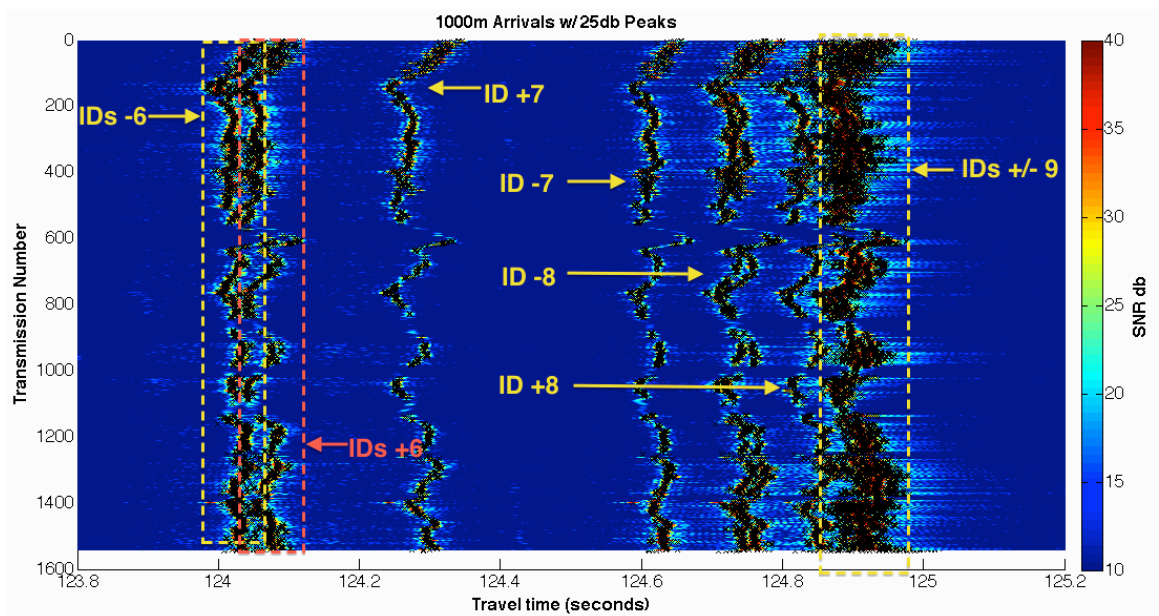 1000m Arrivals w/25db Peaks
0
200
400
600
800
1000
1200
1400
1600
Transmission Number
123.8
124
124.2
124.4
124.6
124.8
125
125.2
Travel time (seconds)
IDs -6
ID +7
ID -7
IDs +/- 9
ID -8
ID +8
IDs +6
40
35
30
25
20
15
10
SNR db